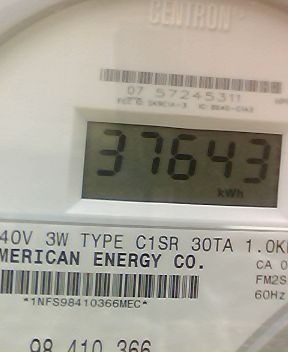 CENTRON
07 57245311
37643
kWh
40V 3W TYPE C1SR 30TA 1.0K
MERICAN ENERGY CO.
CA 0
FM2S
60Hz
*1NFS98410366MEC*
98 410 366